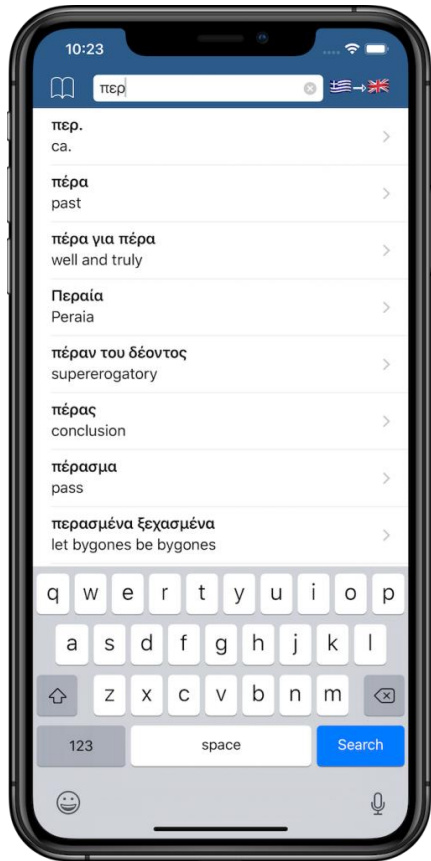 10:23
περ
περ.
ca.
πέρα
past
πέρα για πέρα
well and truly
Περαία
Peraia
πέραν του δέοντος
supererogatory
πέρας
conclusion
πέρασμα
pass
περασμένα ξεχασμένα
let bygones be bygones
q w e r t y u i o p
a s d f g h j k l
z x c v b n m
123 space Search